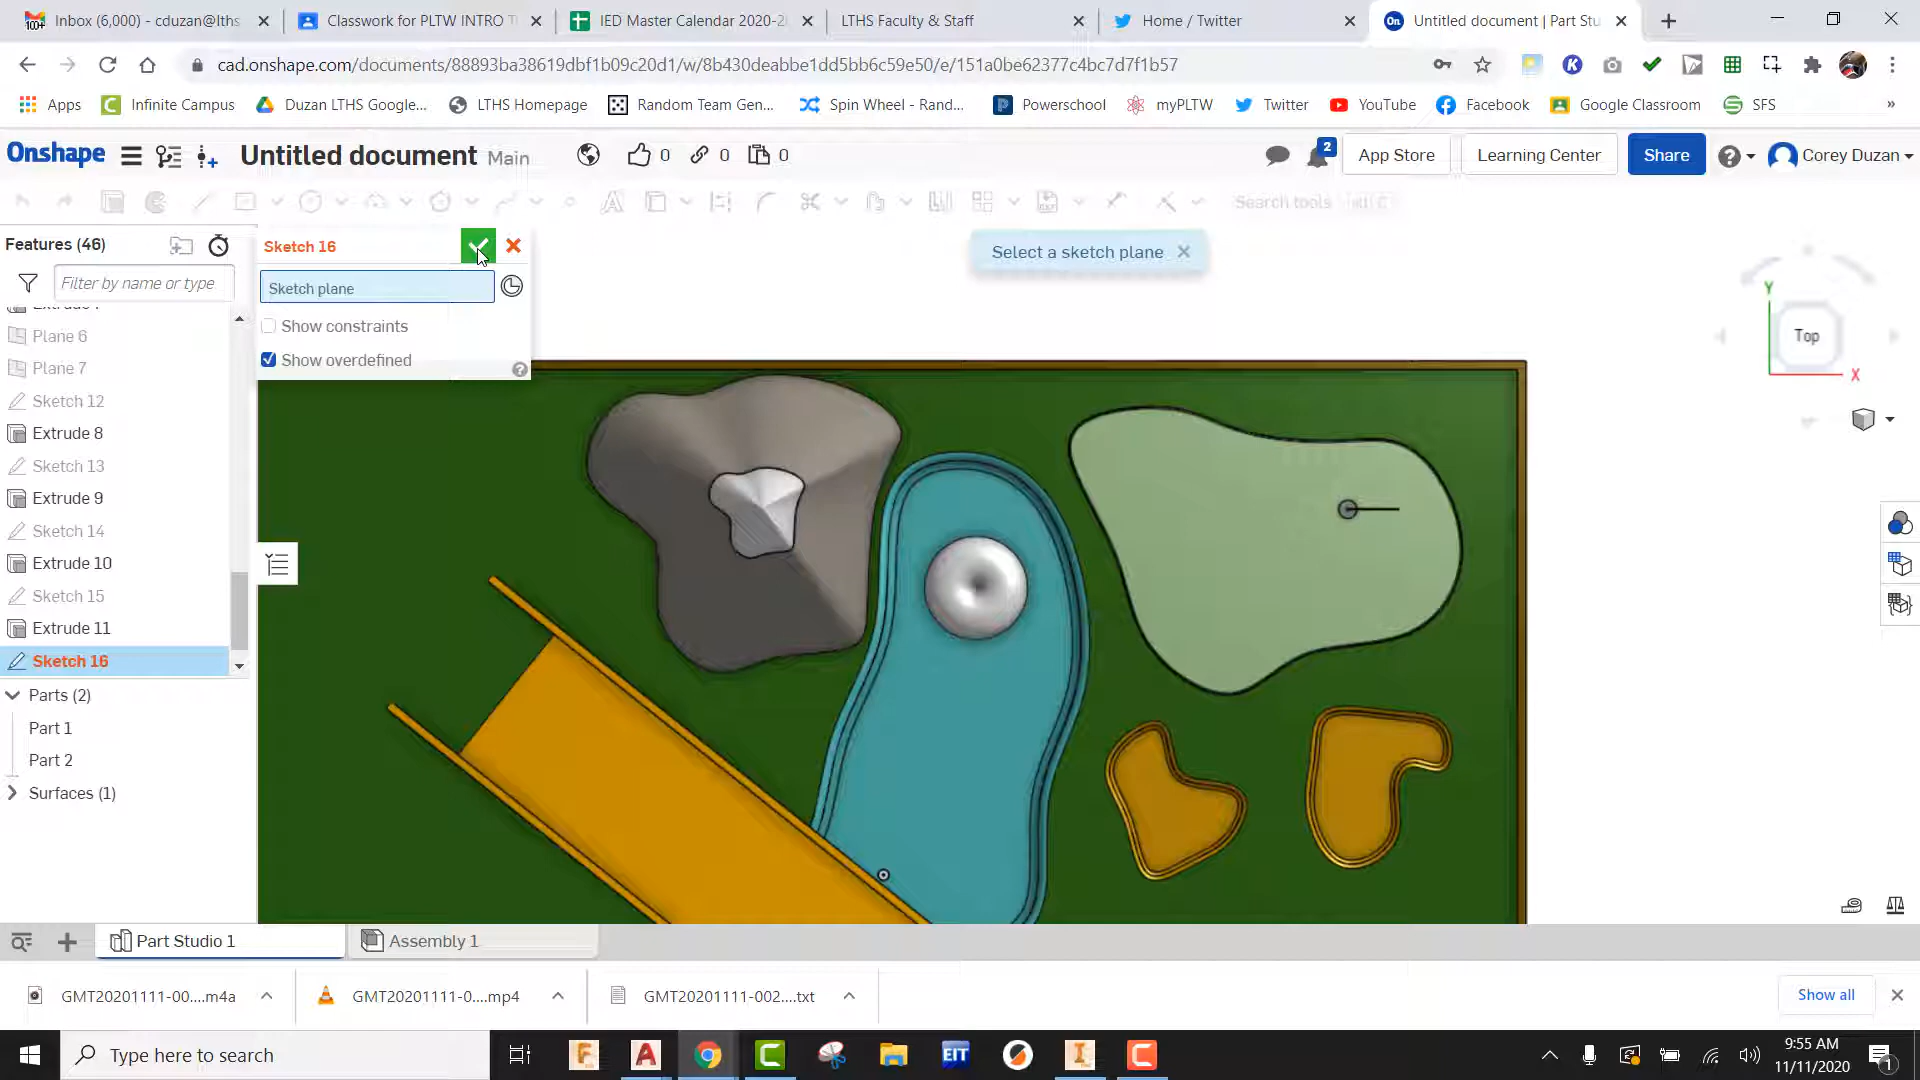 Inbox (6,000) - cduzan@lths
Classwork for PLTW INTRO T
IED Master Calendar 2020-2
LTHS Faculty & Staff
Home / Twitter
Untitled document | Part Stu
cad.onshape.com/documents/88893ba38619dbf1b09c20d1/w/8b430deabbe1dd5bb6c59e50/e/151a0be62377c4bc7d7f1b57
Apps
Infinite Campus
Duzan LTHS Google...
LTHS Homepage
Random Team Gen...
Spin Wheel - Rand...
Powerschool
myPLTW
Twitter
YouTube
Facebook
Google Classroom
SFS
»
Onshape
Untitled document Main
0
0
0
2
App Store
Learning Center
Share
Corey Duzan
Search tools
Features (46)
Filter by name or type
Plane 6
Plane 7
Sketch 12
Extrude 8
Sketch 13
Extrude 9
Sketch 14
Extrude 10
Sketch 15
Extrude 11
Sketch 16
Parts (2)
Part 1
Part 2
Surfaces (1)
Sketch 16
Sketch plane
Show constraints
Show overdefined
Select a sketch plane
Y
Top
X
Part Studio 1
Assembly 1
GMT20201111-00....m4a
GMT20201111-0....mp4
GMT20201111-002....txt
Show all
Type here to search
EIT
9:55 AM
11/11/2020
1